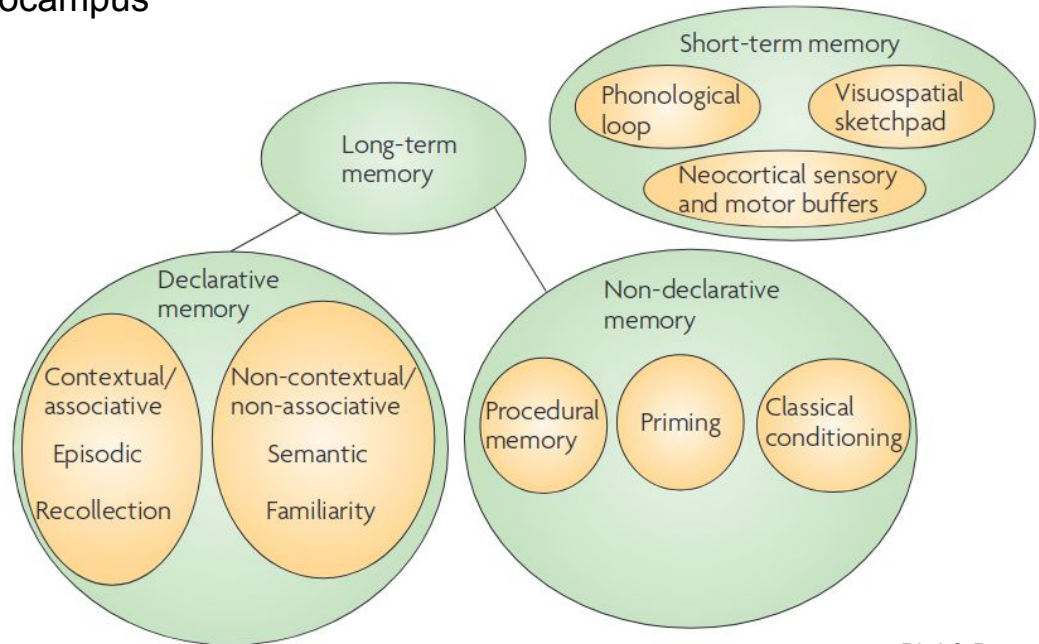 Short-term memory
Phonological
loop
Visuospatial
sketchpad
Neocortical sensory
and motor buffers
Long-term
memory
Declarative
memory
Contextual/
associative
Episodic
Recollection
Non-contextual/
non-associative
Semantic
Familiarity
Non-declarative
memory
Procedural
memory
Priming
Classical
conditioning